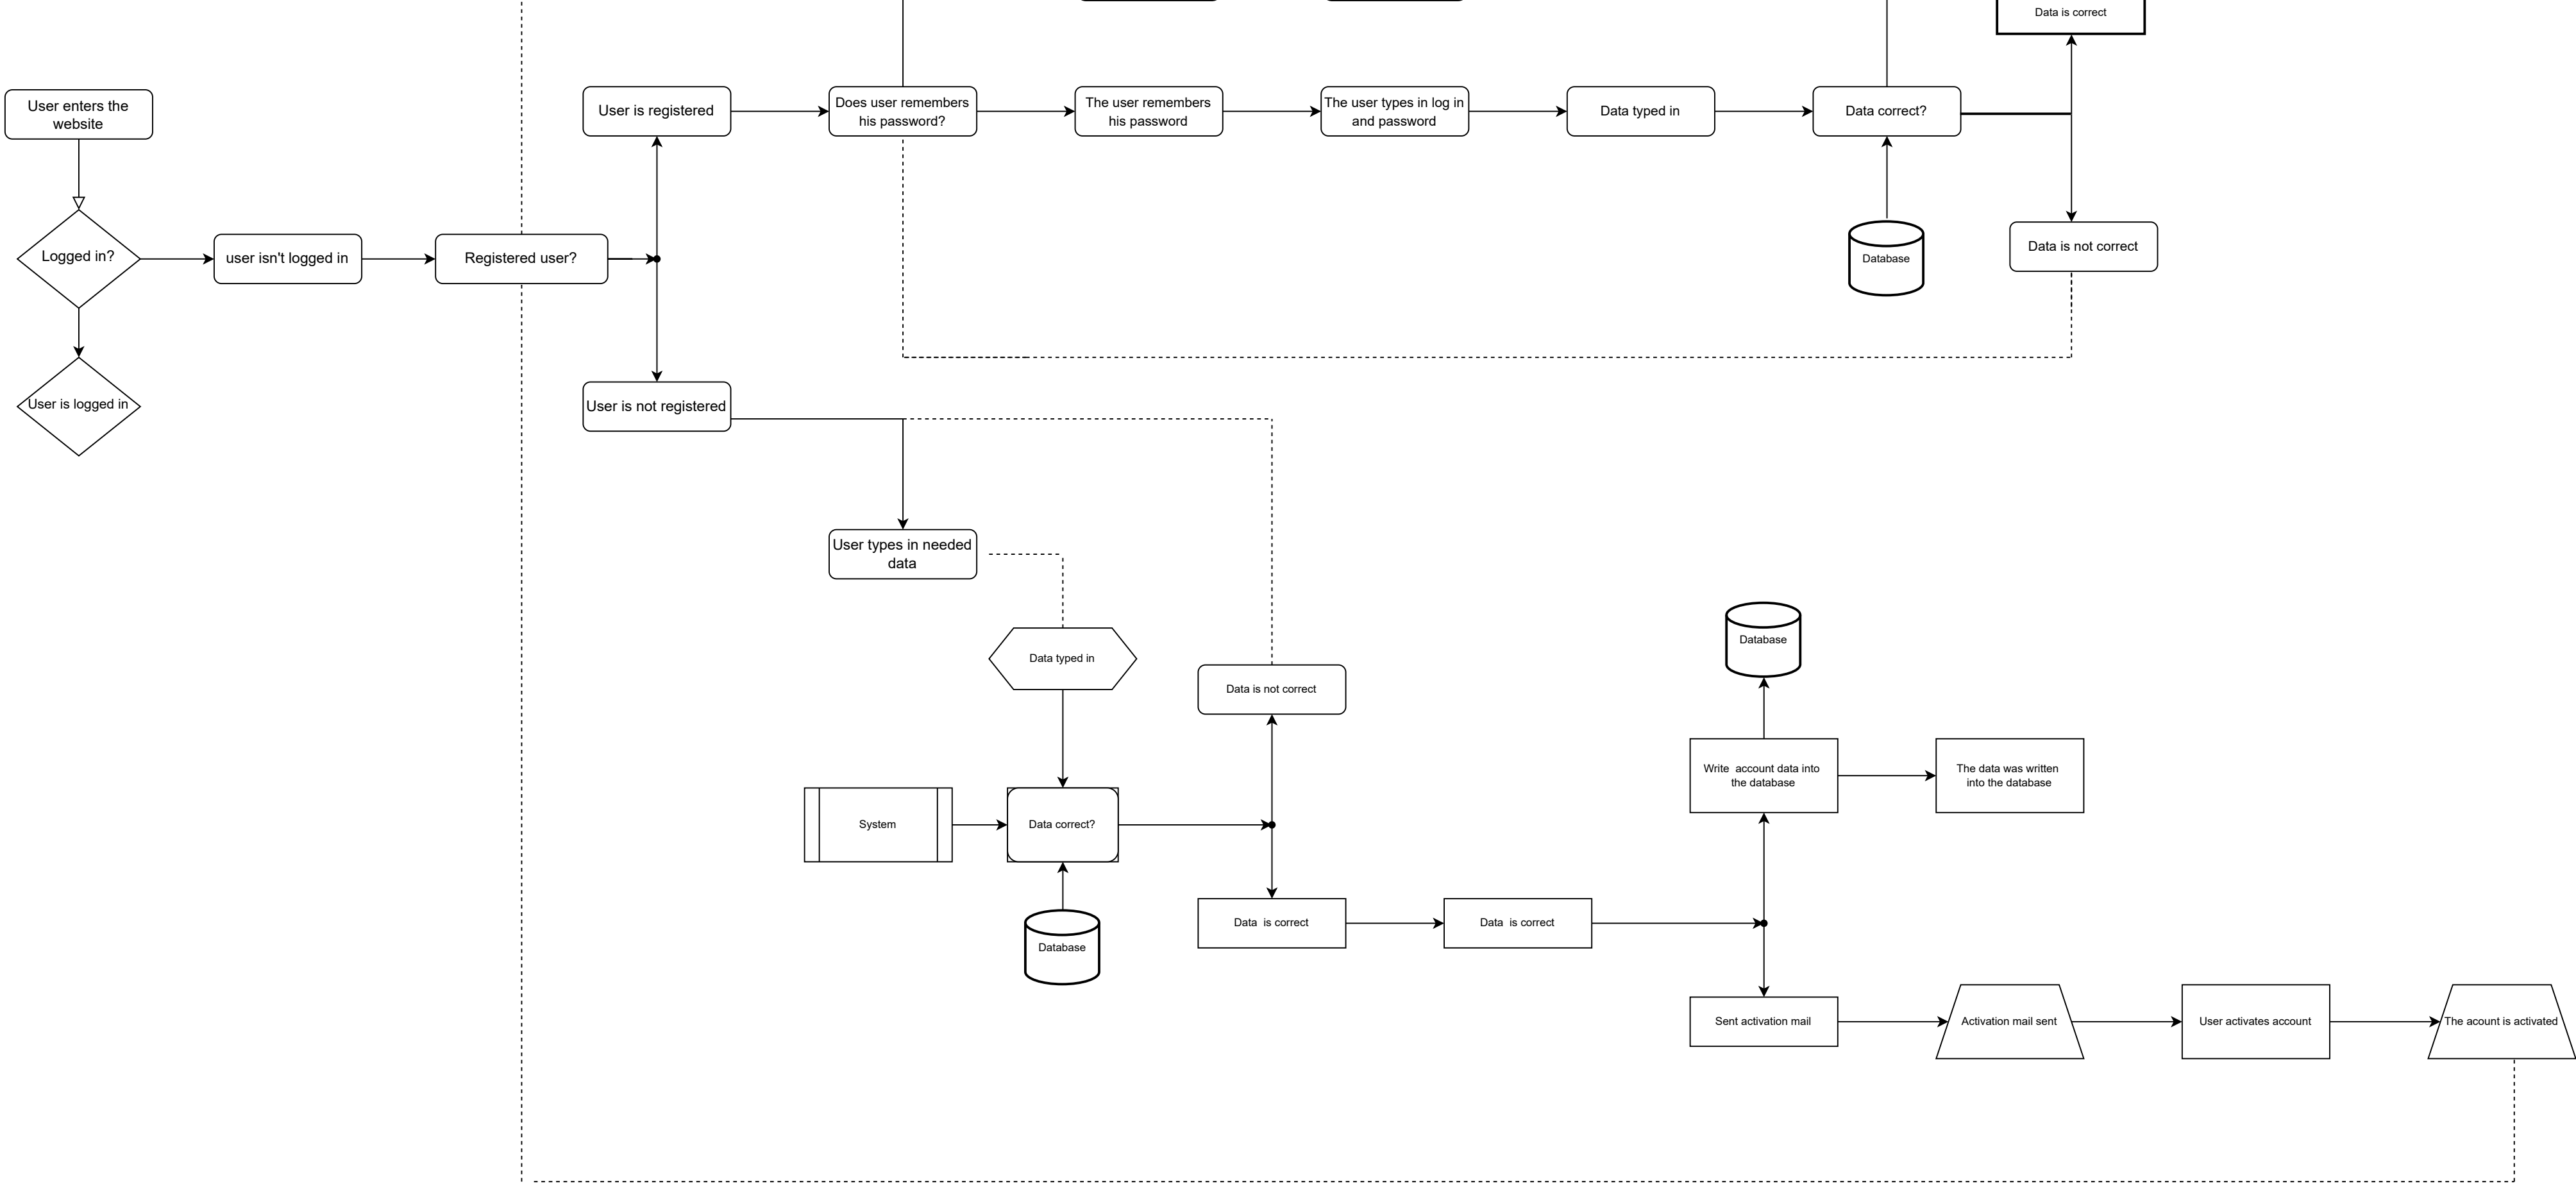 Data is correct
User enters the
website
User is registered
Does user remembers
his password?
The user remembers
his password
The user types in log in
and password
Data typed in
Data correct?
Logged in?
user isn't logged in
Registered user?
Database
Data is not correct
User is logged in
User is not registered
User types in needed
data
Data typed in
Data is not correct
Database
Write account data into
the database
The data was written
into the database
System
Data correct?
Database
Data is correct
Data is correct
Sent activation mail
Activation mail sent
User activates account
The acount is activated